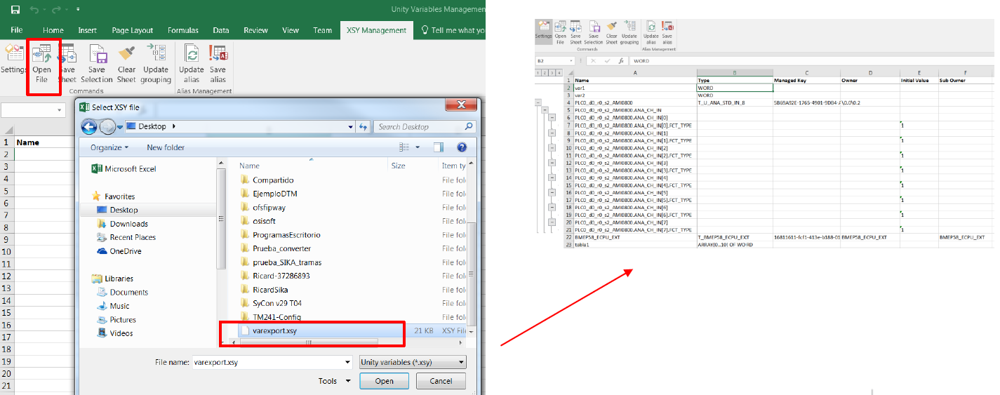 Unity Variables Managemen
File Home Insert Page Layout Formulas Data Review View Team XSY Management Tell me what yo
Settings Open File Save Sheet Save Selection Clear Sheet Update grouping Update alias Save alias
Commands Alias Management
1 Name
2
3
4
5
6
7
8
9
10
11
12
13
14
15
16
17
18
19
20
21
Select XSY file
Desktop Search Desktop
Organize New folder
Microsoft Excel
Favorites
Desktop
Downloads
Recent Places
OneDrive
Libraries
Documents
Music
Pictures
Videos
Name Size Item ty
Compartido File fol
EjemploDTM File fol
ofsfipway File fol
osisoft File fol
ProgramasEscritorio File fol
Prueba_converter File fol
prueba_SIKA_tramas File fol
Ricard-37286893 File fol
RicardSika File fol
SyCon v29 T04 File fol
TM241-Config File fol
varexport.xsy 21 KB XSY File
File name: varexport.xsy Unity variables (*.xsy)
Tools Open Cancel
Settings Open File Save Sheet Save Selection Clear Sheet Update grouping Update alias Save alias
Commands Alias Management
B2 fx WORD
1 2 3 4 A B C D E F
1 Name Type Managed Key Owner Initial Value Sub Owner
2 var1 WORD
3 var2 WORD
4 PLC0_d0_r0_s2_AMI0800 T_U_ANA_STD_IN_8 5B69A92E-1765-4901-9DB4-A \0.0\0.2
5 PLC0_d0_r0_s2_AMI0800.ANA_CH_IN
6 PLC0_d0_r0_s2_AMI0800.ANA_CH_IN[0]
7 PLC0_d0_r0_s2_AMI0800.ANA_CH_IN[0].FCT_TYPE 1
8 PLC0_d0_r0_s2_AMI0800.ANA_CH_IN[1]
9 PLC0_d0_r0_s2_AMI0800.ANA_CH_IN[1].FCT_TYPE 1
10 PLC0_d0_r0_s2_AMI0800.ANA_CH_IN[2]
11 PLC0_d0_r0_s2_AMI0800.ANA_CH_IN[2].FCT_TYPE 1
12 PLC0_d0_r0_s2_AMI0800.ANA_CH_IN[3]
13 PLC0_d0_r0_s2_AMI0800.ANA_CH_IN[3].FCT_TYPE 1
14 PLC0_d0_r0_s2_AMI0800.ANA_CH_IN[4]
15 PLC0_d0_r0_s2_AMI0800.ANA_CH_IN[4].FCT_TYPE 1
16 PLC0_d0_r0_s2_AMI0800.ANA_CH_IN[5]
17 PLC0_d0_r0_s2_AMI0800.ANA_CH_IN[5].FCT_TYPE 1
18 PLC0_d0_r0_s2_AMI0800.ANA_CH_IN[6]
19 PLC0_d0_r0_s2_AMI0800.ANA_CH_IN[6].FCT_TYPE 1
20 PLC0_d0_r0_s2_AMI0800.ANA_CH_IN[7]
21 PLC0_d0_r0_s2_AMI0800.ANA_CH_IN[7].FCT_TYPE 1
22 BMEP58_ECPU_EXT T_BMEP58_ECPU_EXT 16811611-fcf1-413e-b188-01 BMEP58_ECPU_EXT BMEP58_ECPU_EXT
23 tabla1 ARRAY[0...10] OF WORD